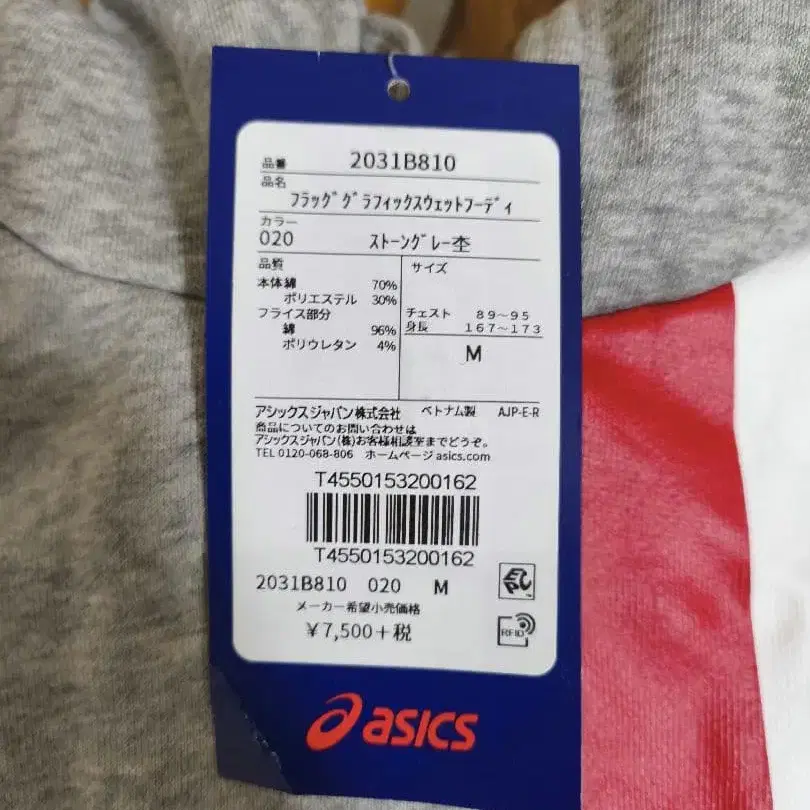 品番 2031B810
品名
ﾌﾗｯｸﾞｸﾞﾗﾌｨｯｸｽｳｪｯﾄﾌｰﾃﾞｨ
カラー
020 ｽﾄｰﾝｸﾞﾚｰ杢
品質 サイズ
本体綿 70%
ポリエステル 30%
フライス部分 チェスト 89~95
綿 96% 身長 167~173
ポリウレタン 4%
M
アシックスジャパン株式会社 ベトナム製 AJP-E-R
商品についてのお問い合わせは
アシックスジャパン(株)お客様相談室までどうぞ。
TEL 0120-068-806 ホームページ asics.com
T4550153200162
T4550153200162
2031B810 020 M
メーカー希望小売価格
¥7,500+税
EPC
RFID
asics